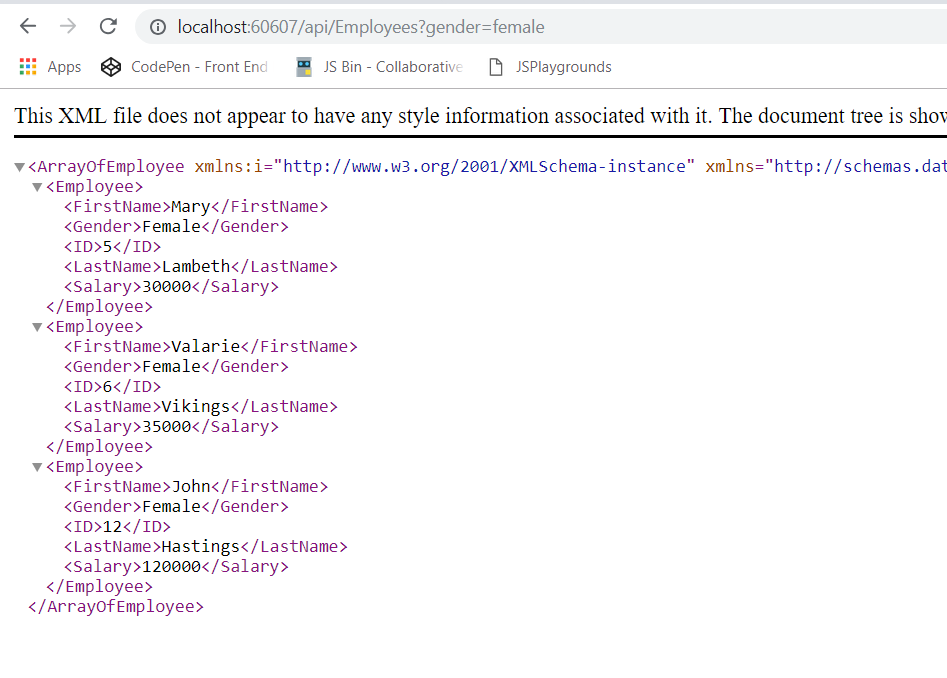 localhost:60607/api/Employees?gender=female
Apps CodePen - Front End JS Bin - Collaborative JSPlaygrounds
This XML file does not appear to have any style information associated with it. The document tree is show
▼<ArrayOfEmployee xmlns:i="http://www.w3.org/2001/XMLSchema-instance" xmlns="http://schemas.dat
▼<Employee>
<FirstName>Mary</FirstName>
<Gender>Female</Gender>
<ID>5</ID>
<LastName>Lambeth</LastName>
<Salary>30000</Salary>
</Employee>
▼<Employee>
<FirstName>Valarie</FirstName>
<Gender>Female</Gender>
<ID>6</ID>
<LastName>Vikings</LastName>
<Salary>35000</Salary>
</Employee>
▼<Employee>
<FirstName>John</FirstName>
<Gender>Female</Gender>
<ID>12</ID>
<LastName>Hastings</LastName>
<Salary>120000</Salary>
</Employee>
</ArrayOfEmployee>